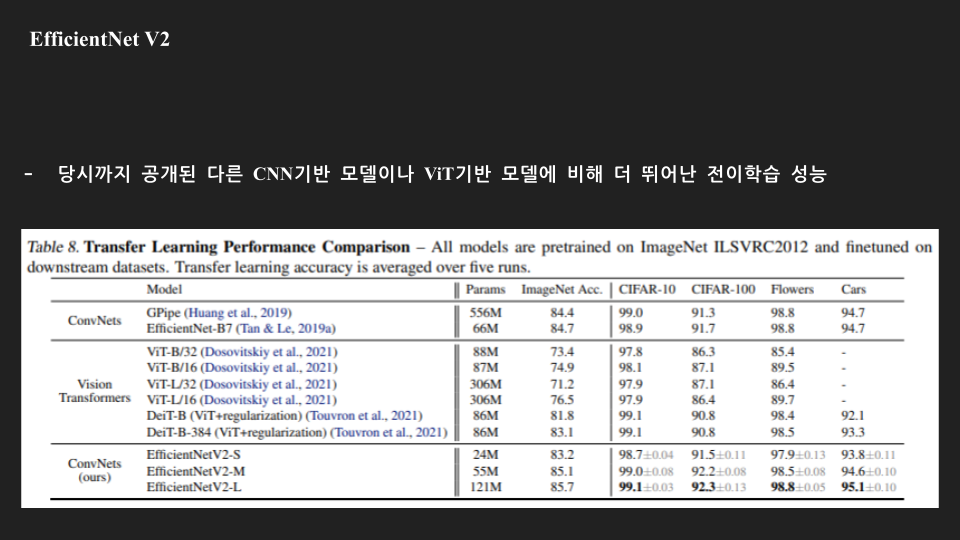 EfficientNet V2
- 당시까지 공개된 다른 CNN기반 모델이나 ViT기반 모델에 비해 더 뛰어난 전이학습 성능
Table 8. Transfer Learning Performance Comparison – All models are pretrained on ImageNet ILSVRC2012 and finetuned on
downstream datasets. Transfer learning accuracy is averaged over five runs.
Model Params ImageNet Acc. CIFAR-10 CIFAR-100 Flowers Cars
ConvNets
GPipe (Huang et al., 2019) 556M 84.4 99.0 91.3 98.8 94.7
EfficientNet-B7 (Tan & Le, 2019a) 66M 84.7 98.9 91.7 98.8 94.7
Vision
Transformers
ViT-B/32 (Dosovitskiy et al., 2021) 88M 73.4 97.8 86.3 85.4 -
ViT-B/16 (Dosovitskiy et al., 2021) 87M 74.9 98.1 87.1 89.5 -
ViT-L/32 (Dosovitskiy et al., 2021) 306M 71.2 97.9 87.1 86.4 -
ViT-L/16 (Dosovitskiy et al., 2021) 306M 76.5 97.9 86.4 89.7 -
DeiT-B (ViT+regularization) (Touvron et al., 2021) 86M 81.8 99.1 90.8 98.4 92.1
DeiT-B-384 (ViT+regularization) (Touvron et al., 2021) 86M 83.1 99.1 90.8 98.5 93.3
ConvNets
(ours)
EfficientNetV2-S 24M 83.2 98.7±0.04 91.5±0.11 97.9±0.13 93.8±0.11
EfficientNetV2-M 55M 85.1 99.0±0.08 92.2±0.08 98.5±0.08 94.6±0.10
EfficientNetV2-L 121M 85.7 99.1±0.03 92.3±0.13 98.8±0.05 95.1±0.10